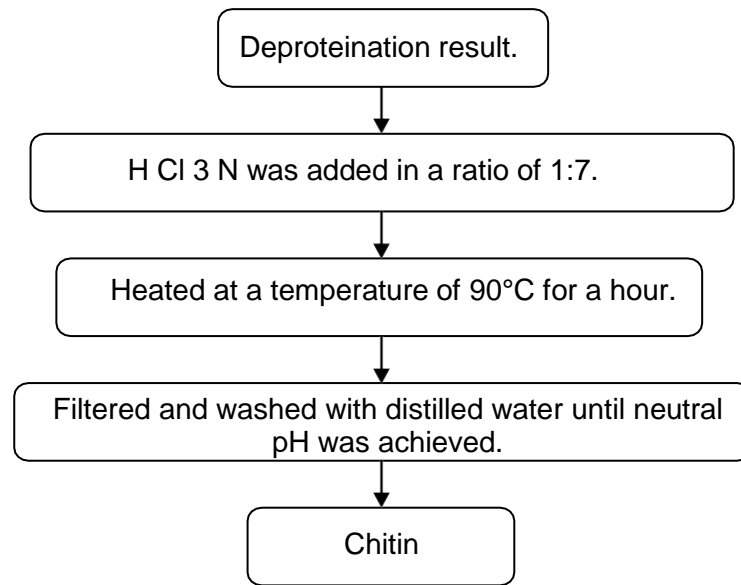 Deproteination result.
H Cl 3 N was added in a ratio of 1:7.
Heated at a temperature of 90°C for a hour.
Filtered and washed with distilled water until neutral
pH was achieved.
Chitin